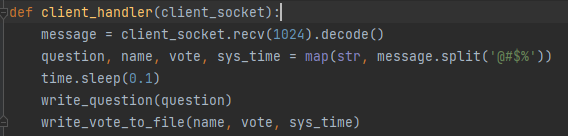 def client_handler(client_socket):
    message = client_socket.recv(1024).decode()
    question, name, vote, sys_time = map(str, message.split('@#$%'))
    time.sleep(0.1)
    write_question(question)
    write_vote_to_file(name, vote, sys_time)